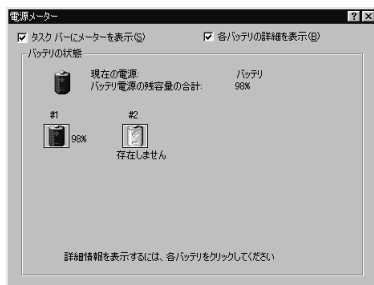 電源メーター
タスク バーにメーターを表示(S)
各バッテリの詳細を表示(B)
バッテリの状態
現在の電源: バッテリ
バッテリ電源の残容量の合計: 98%
#1 #2
98%
存在しません
詳細情報を表示するには、各バッテリをクリックしてください